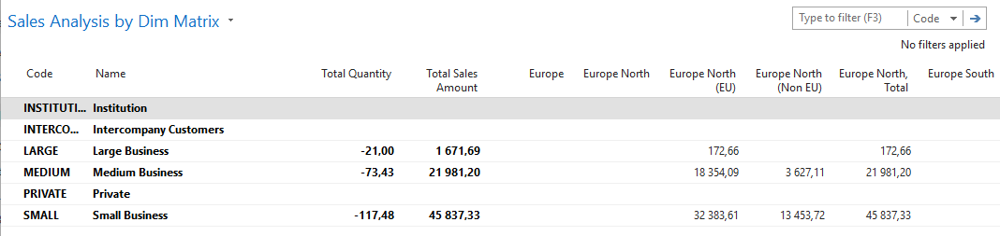 Sales Analysis by Dim Matrix
Type to filter (F3) Code
No filters applied
Code Name Total Quantity Total Sales Amount Europe Europe North Europe North (EU) Europe North (Non EU) Europe North, Total Europe South
INSTITUTI... Institution
INTERCO... Intercompany Customers
LARGE Large Business -21,00 1 671,69 172,66 172,66
MEDIUM Medium Business -73,43 21 981,20 18 354,09 3 627,11 21 981,20
PRIVATE Private
SMALL Small Business -117,48 45 837,33 32 383,61 13 453,72 45 837,33